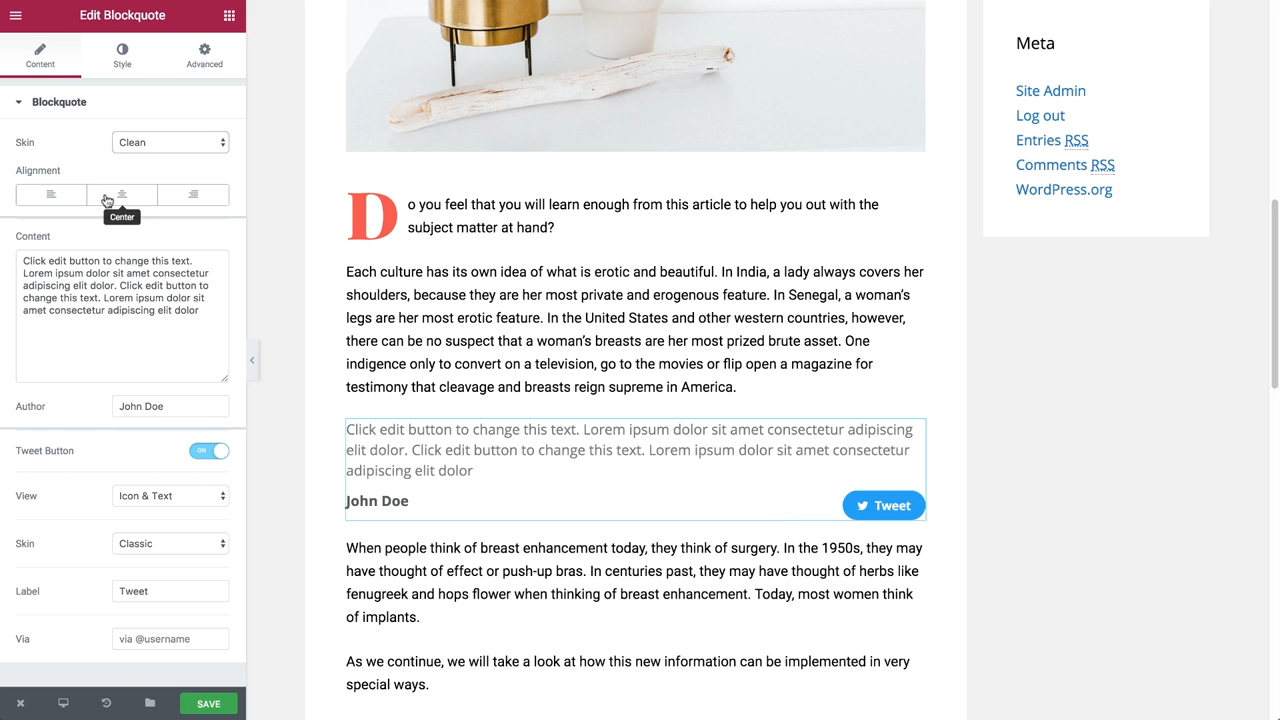 Edit Blockquote
Content
Style
Advanced
Blockquote
Skin
Clean
Alignment
Center
Content
Click edit button to change this text.
Lorem ipsum dolor sit amet consectetur
adipiscing elit dolor. Click edit button to
change this text. Lorem ipsum dolor sit
amet consectetur adipiscing elit dolor
Author
John Doe
Tweet Button
ON
View
Icon & Text
Skin
Classic
Label
Tweet
Via
via @username
SAVE
Do you feel that you will learn enough from this article to help you out with the
subject matter at hand?
Each culture has its own idea of what is erotic and beautiful. In India, a lady always covers her
shoulders, because they are her most private and erogenous feature. In Senegal, a woman's
legs are her most erotic feature. In the United States and other western countries, however,
there can be no suspect that a woman's breasts are her most prized brute asset. One
indigence only to convert on a television, go to the movies or flip open a magazine for
testimony that cleavage and breasts reign supreme in America.
Click edit button to change this text. Lorem ipsum dolor sit amet consectetur adipiscing
elit dolor. Click edit button to change this text. Lorem ipsum dolor sit amet consectetur
adipiscing elit dolor
John Doe
Tweet
When people think of breast enhancement today, they think of surgery. In the 1950s, they may
have thought of effect or push-up bras. In centuries past, they may have thought of herbs like
fenugreek and hops flower when thinking of breast enhancement. Today, most women think
of implants.
As we continue, we will take a look at how this new information can be implemented in very
special ways.
Meta
Site Admin
Log out
Entries RSS
Comments RSS
WordPress.org